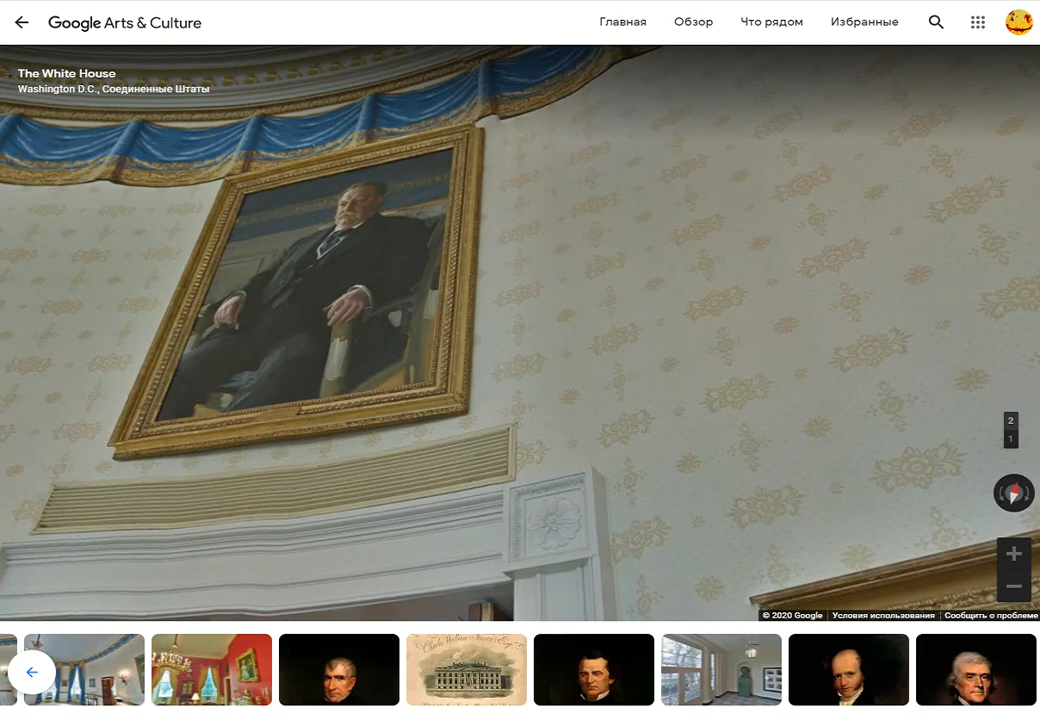 Google Arts & Culture
Главная Обзор Что рядом Избранные
The White House
Washington D.C., Соединенные Штаты
2
1
© 2020 Google Условия использования Сообщить о проблеме